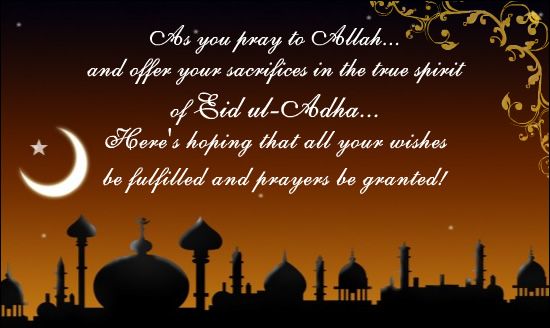 As you pray to Allah...
and offer your sacrifices in the true spirit
of Eid ul-Adha...
Here's hoping that all your wishes
be fulfilled and prayers be granted!